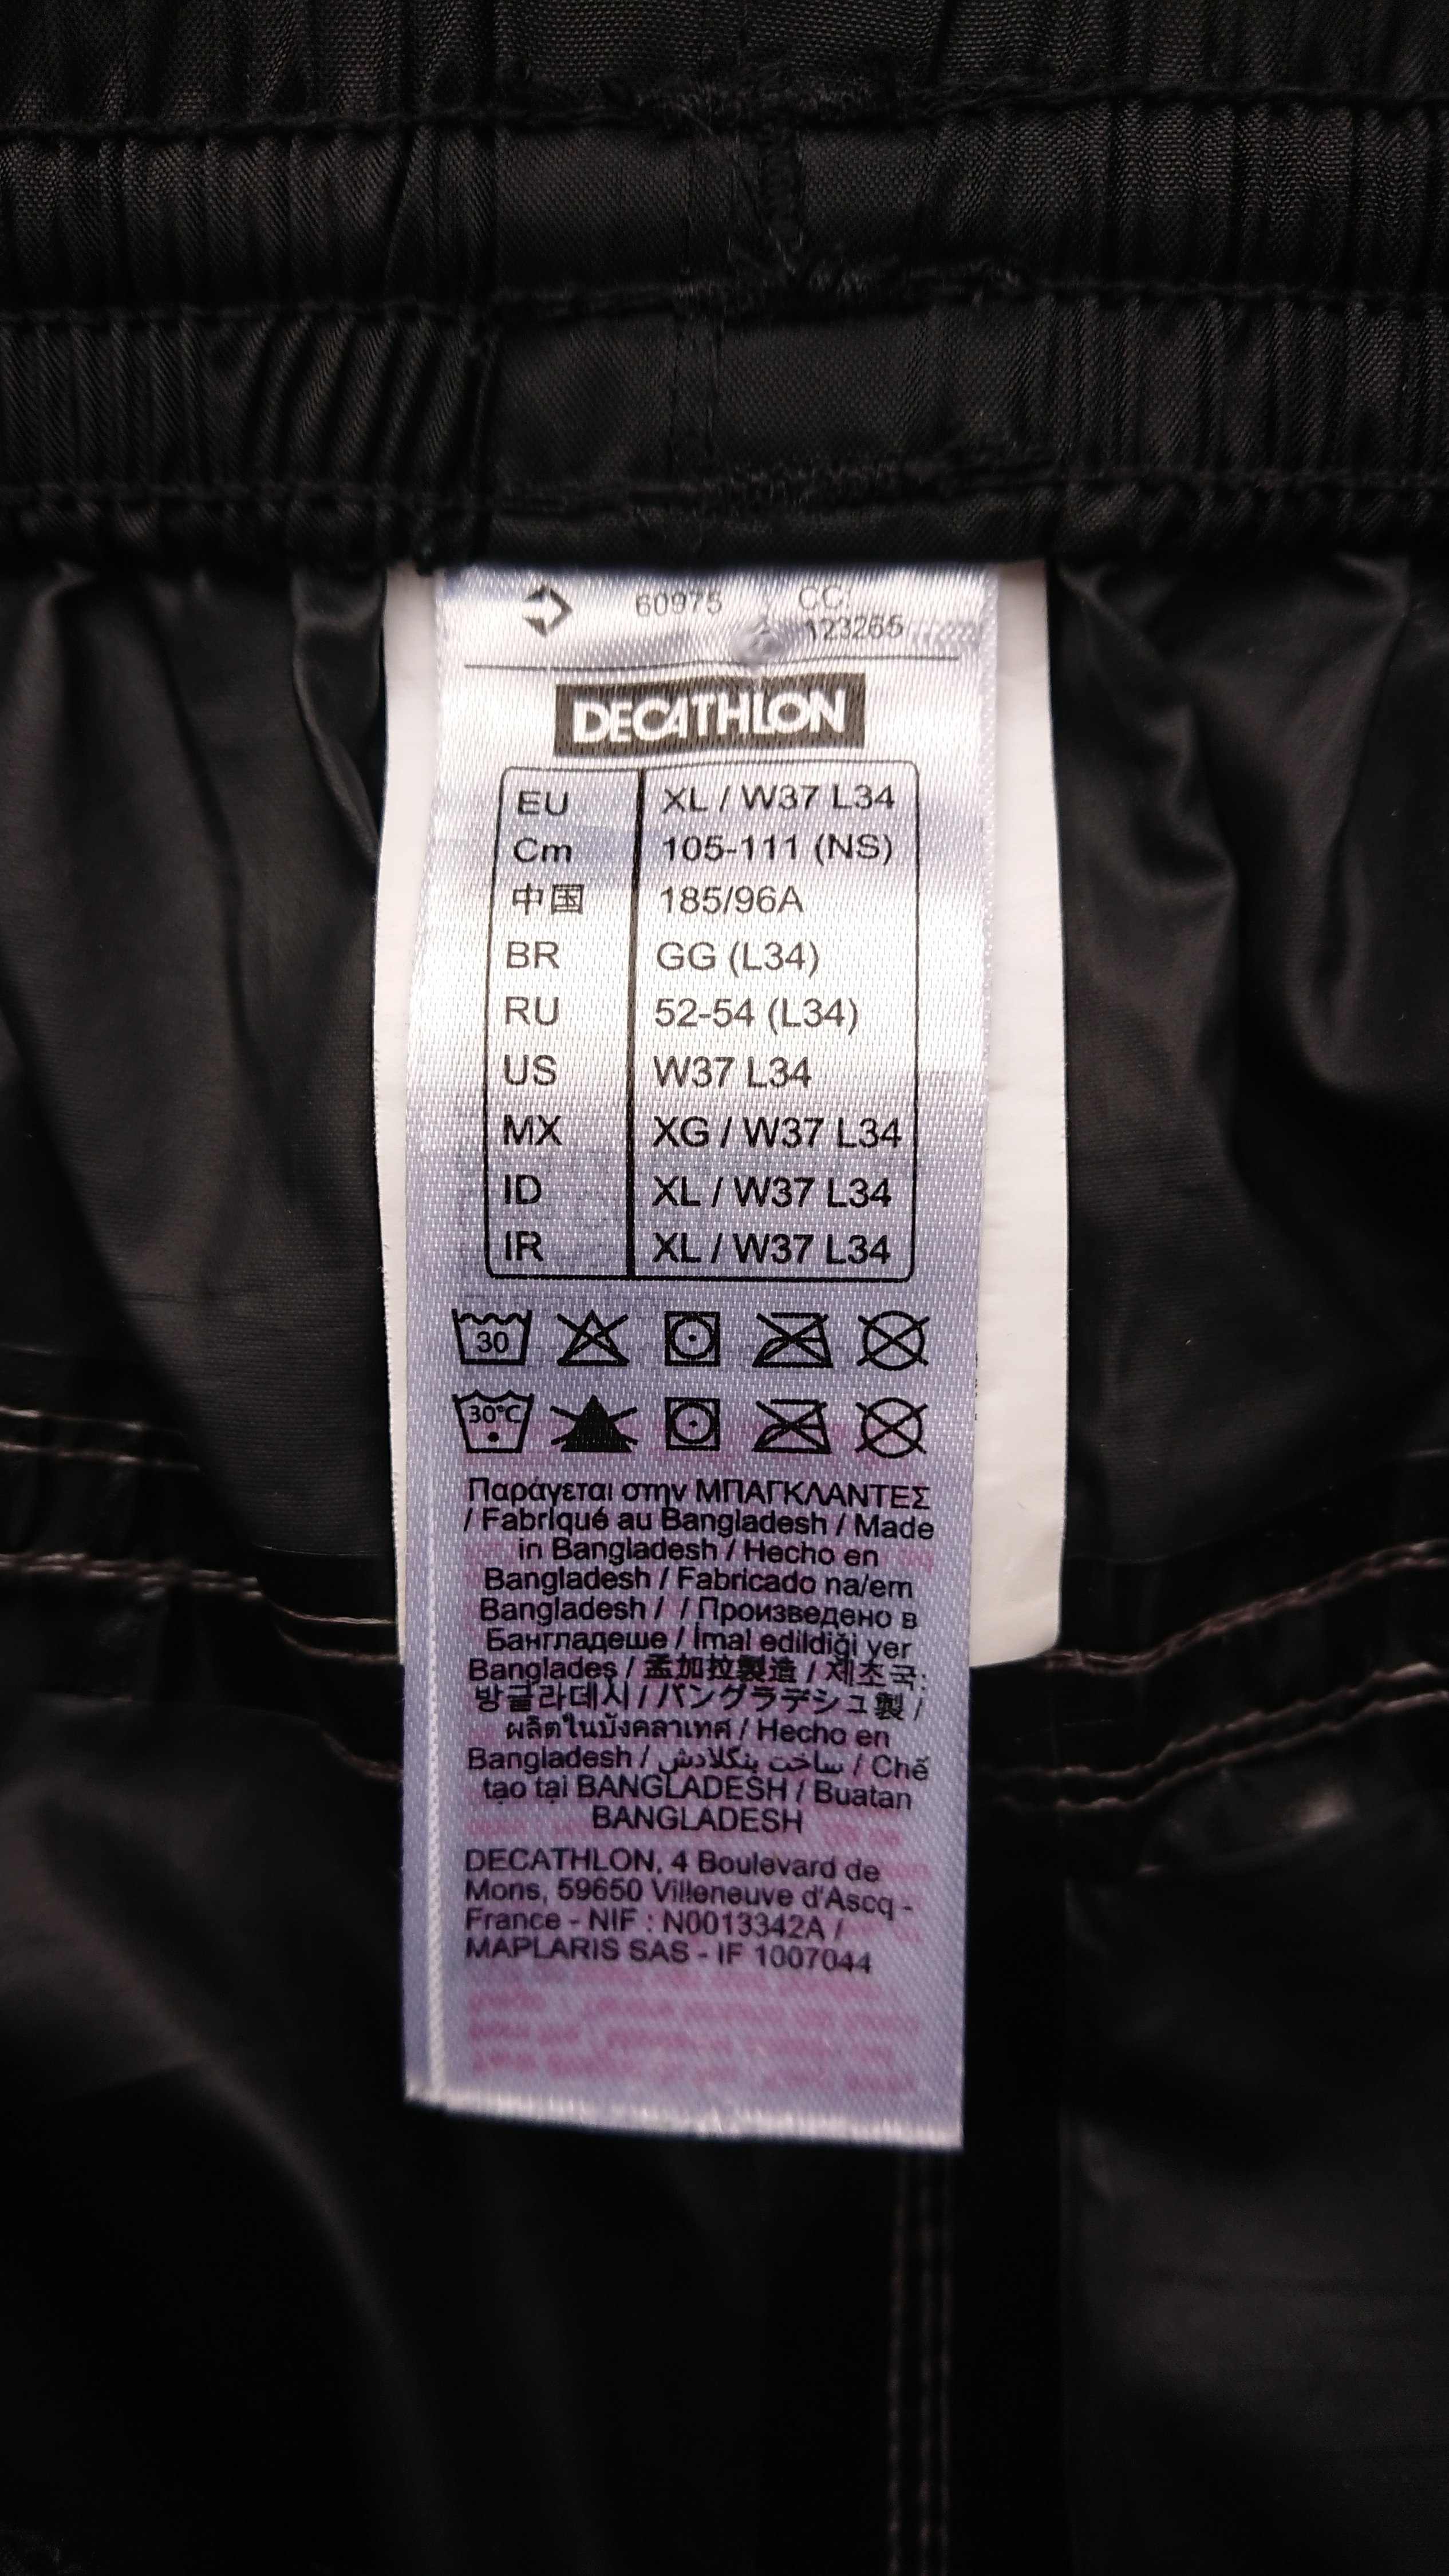 60975 CC:
123265
DECATHLON
EU XL / W37 L34
Cm 105-111 (NS)
中国 185/96A
BR GG (L34)
RU 52-54 (L34)
US W37 L34
MX XG / W37 L34
ID XL / W37 L34
IR XL / W37 L34
30
30°C
Παράγεται στην ΜΠΑΓΚΛΑΝΤΕΣ
/ Fabriqué au Bangladesh / Made
in Bangladesh / Hecho en
Bangladesh / Fabricado na/em
Bangladesh / / Произведено в
Бангладеше / İmal edildiği yer
Bangladeş / 孟加拉製造 / 제조국:
방글라데시 / バングラデシュ製 /
ผลิตในบังคลาเทศ / Hecho en
Bangladesh / ساخت بنگلادش / Chế
tạo tại BANGLADESH / Buatan
BANGLADESH
DECATHLON, 4 Boulevard de
Mons, 59650 Villeneuve d'Ascq -
France - NIF : N0013342A /
MAPLARIS SAS - IF 1007044